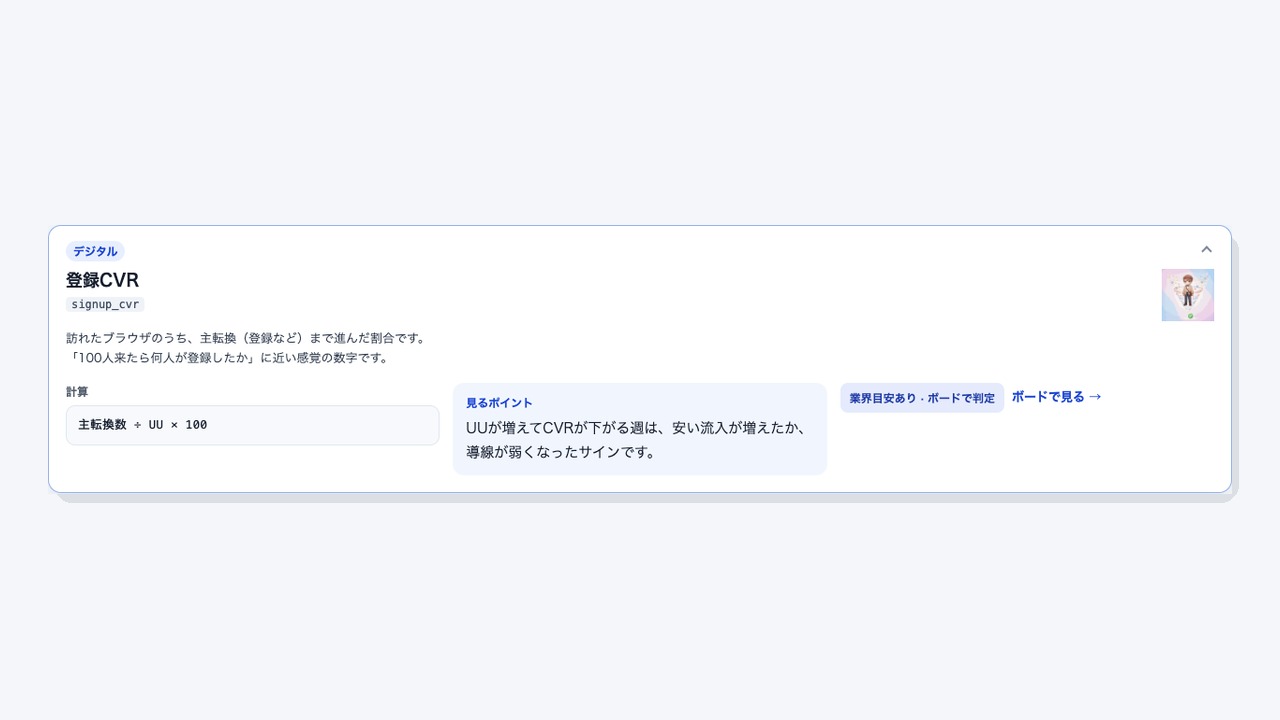 デジタル
登録CVR
signup_cvr
訪れたブラウザのうち、主転換（登録など）まで進んだ割合です。
「100人来たら何人が登録したか」に近い感覚の数字です。
計算
主転換数 ÷ UU × 100
見るポイント
UUが増えてCVRが下がる週は、安い流入が増えたか、
導線が弱くなったサインです。
業界目安あり · ボードで判定
ボードで見る →